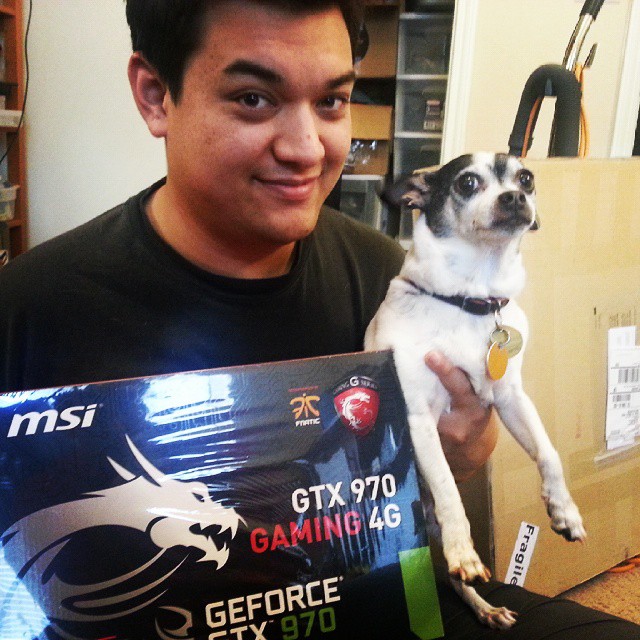 msi
FNATIC
GTX 970
GAMING 4G
GEFORCE
GTX 970
Fragile